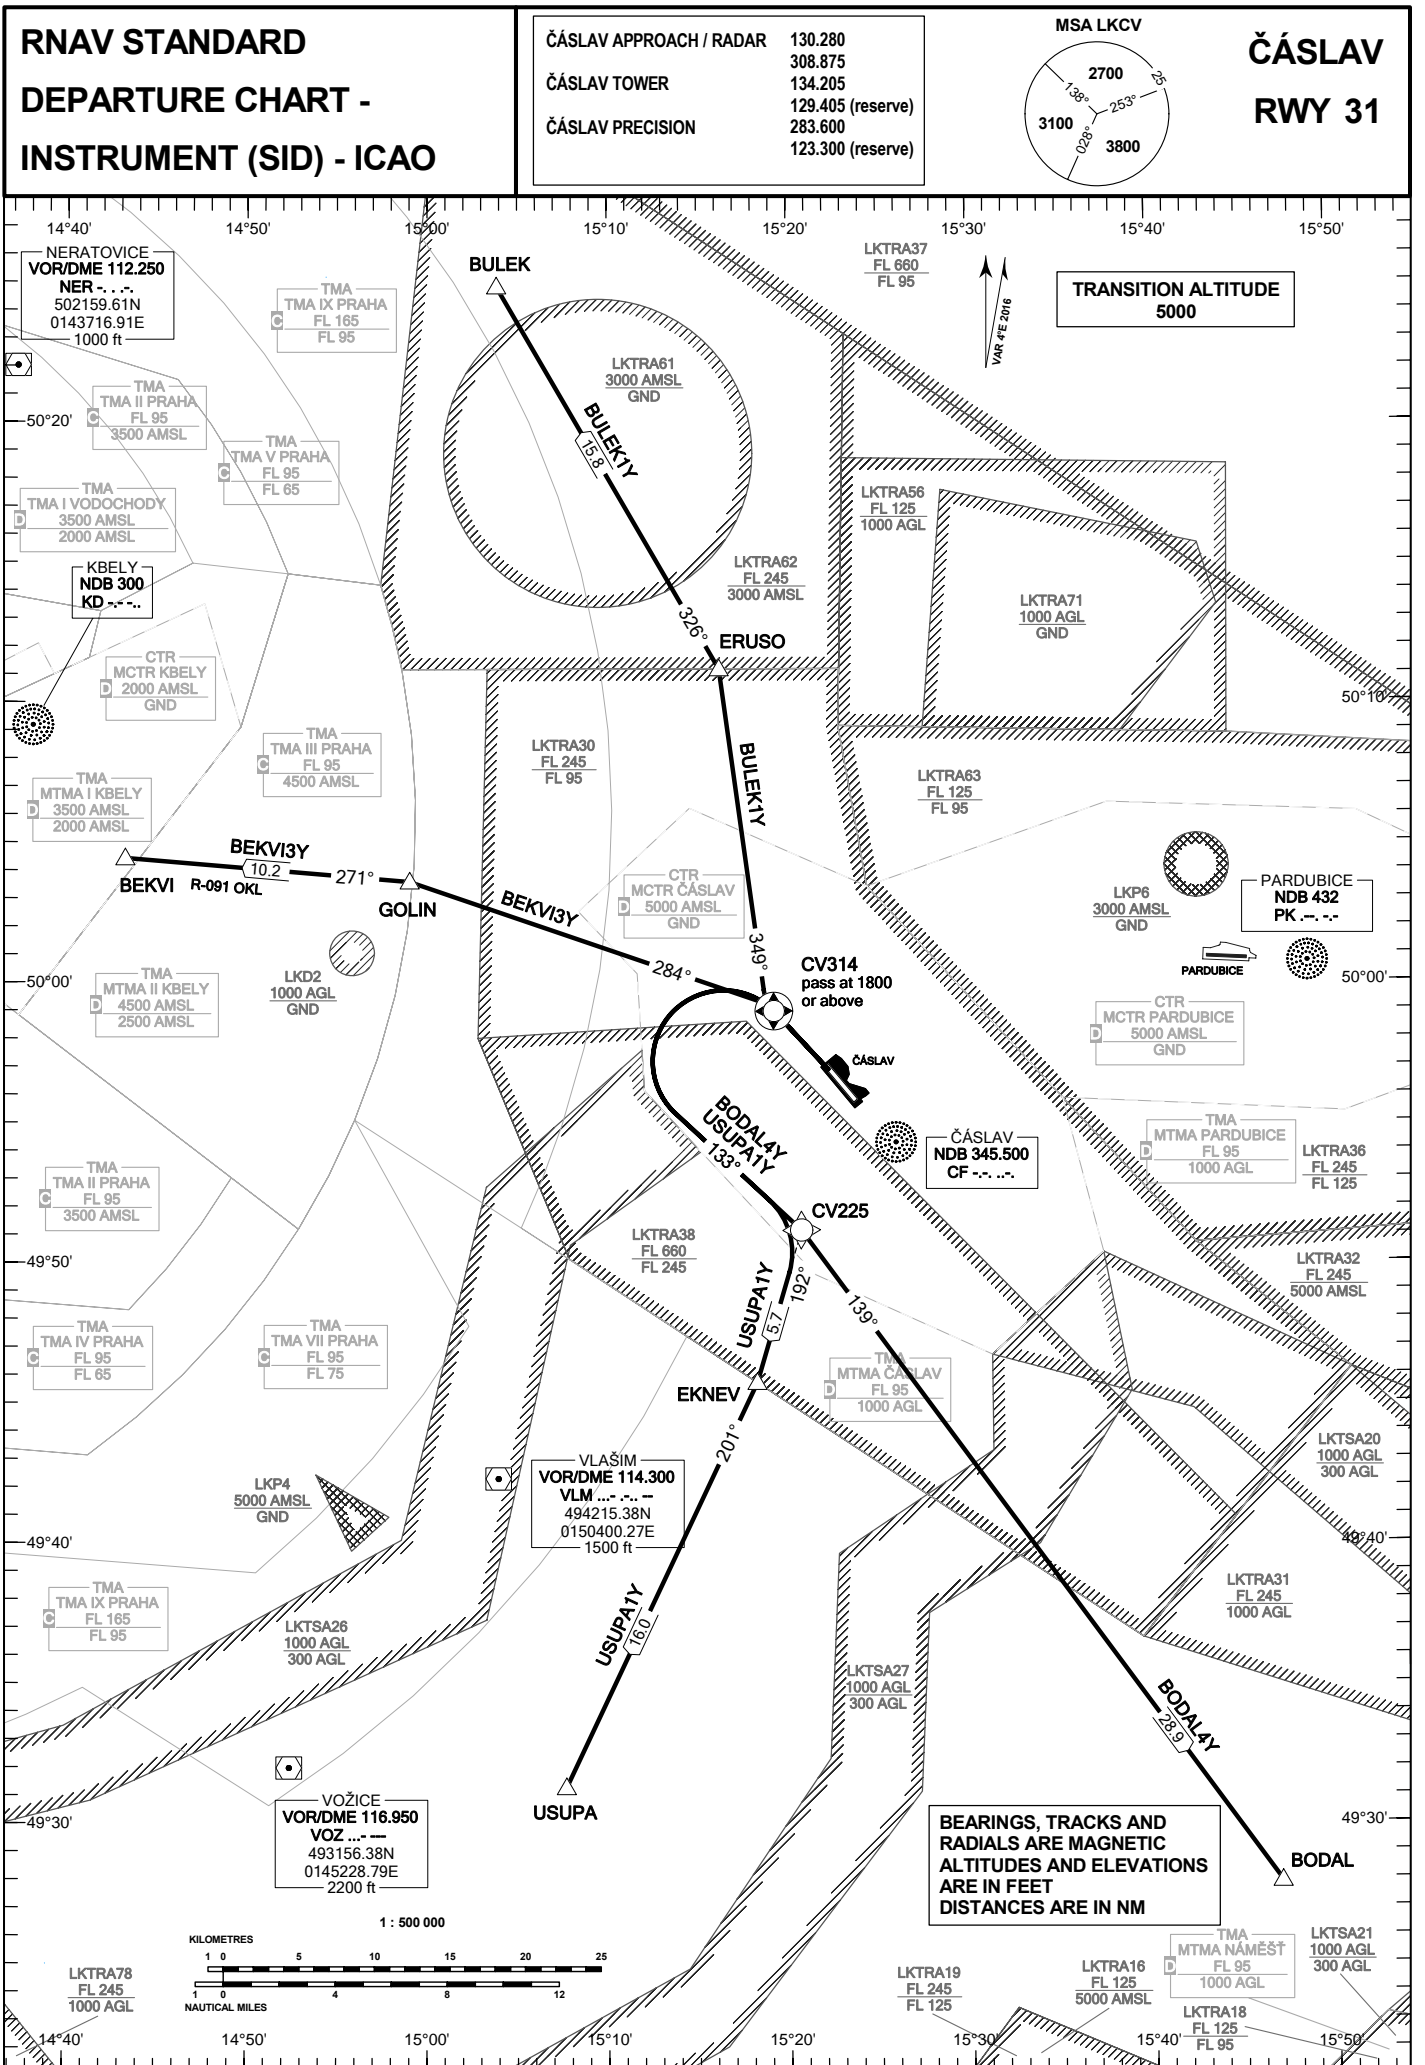 RNAV STANDARD
DEPARTURE CHART -
INSTRUMENT (SID) - ICAO
ČÁSLAV APPROACH / RADAR 130.280
308.875
ČÁSLAV TOWER 134.205
129.405 (reserve)
ČÁSLAV PRECISION 283.600
123.300 (reserve)
MSA LKCV
2700
25
138°
253°
3100
028°
3800
ČÁSLAV
RWY 31
14°40' 14°50' 15°00' 15°10' 15°20' 15°30' 15°40' 15°50'
NERATOVICE
VOR/DME 112.250
NER -. . .-.
502159.61N
0143716.91E
1000 ft
TMA
TMA IX PRAHA
C
FL 165
FL 95
BULEK
LKTRA37
FL 660
FL 95
VAR 4°E 2016
TRANSITION ALTITUDE
5000
LKTRA61
3000 AMSL
GND
TMA
TMA II PRAHA
C
FL 95
3500 AMSL
50°20'
BULEK1Y
15.8
TMA
TMA V PRAHA
C
FL 95
FL 65
TMA
TMA I VODOCHODY
D
3500 AMSL
2000 AMSL
LKTRA56
FL 125
1000 AGL
KBELY
NDB 300
KD -.- -..
LKTRA62
FL 245
3000 AMSL
LKTRA71
1000 AGL
GND
326°
ERUSO
CTR
MCTR KBELY
D
2000 AMSL
GND
50°10'
TMA
TMA III PRAHA
C
FL 95
4500 AMSL
LKTRA30
FL 245
FL 95
BULEK1Y
LKTRA63
FL 125
FL 95
TMA
MTMA I KBELY
D
3500 AMSL
2000 AMSL
BEKVI3Y
10.2
271°
BEKVI
R-091 OKL
GOLIN
BEKVI3Y
CTR
MCTR ČÁSLAV
D
5000 AMSL
GND
LKP6
3000 AMSL
GND
PARDUBICE
NDB 432
PK .--. -.-
PARDUBICE
349°
284°
CV314
pass at 1800
or above
LKD2
1000 AGL
GND
50°00'
50°00'
TMA
MTMA II KBELY
D
4500 AMSL
2500 AMSL
CTR
MCTR PARDUBICE
D
5000 AMSL
GND
ČÁSLAV
BODAL4Y
USUPA1Y
133°
ČÁSLAV
NDB 345.500
CF -.-. ..-.
TMA
MTMA PARDUBICE
D
FL 95
1000 AGL
LKTRA36
FL 245
FL 125
TMA
TMA II PRAHA
C
FL 95
3500 AMSL
CV225
LKTRA38
FL 660
FL 245
49°50'
LKTRA32
FL 245
5000 AMSL
USUPA1Y
5.7
192°
139°
TMA
TMA IV PRAHA
C
FL 95
FL 65
TMA
TMA VII PRAHA
C
FL 95
FL 75
TMA
MTMA ČÁSLAV
D
FL 95
1000 AGL
EKNEV
201°
LKTSA20
1000 AGL
300 AGL
VLAŠIM
VOR/DME 114.300
VLM ...- .-.. --
494215.38N
0150400.27E
1500 ft
LKP4
5000 AMSL
GND
49°40'
49°40'
LKTRA31
FL 245
1000 AGL
TMA
TMA IX PRAHA
C
FL 165
FL 95
LKTSA26
1000 AGL
300 AGL
USUPA1Y
16.0
LKTSA27
1000 AGL
300 AGL
BODAL4Y
28.9
USUPA
VOŽICE
VOR/DME 116.950
VOZ ...- --- --..
493156.38N
0145228.79E
2200 ft
49°30'
49°30'
BEARINGS, TRACKS AND
RADIALS ARE MAGNETIC
ALTITUDES AND ELEVATIONS
ARE IN FEET
DISTANCES ARE IN NM
BODAL
1 : 500 000
KILOMETRES
1 0 5 10 15 20 25
1 0 4 8 12
NAUTICAL MILES
LKTRA78
FL 245
1000 AGL
LKTRA19
FL 245
FL 125
LKTRA16
FL 125
5000 AMSL
TMA
MTMA NÁMĚŠŤ
D
FL 95
1000 AGL
LKTSA21
1000 AGL
300 AGL
LKTRA18
FL 125
FL 95
14°40' 14°50' 15°00' 15°10' 15°20' 15°30' 15°40' 15°50'